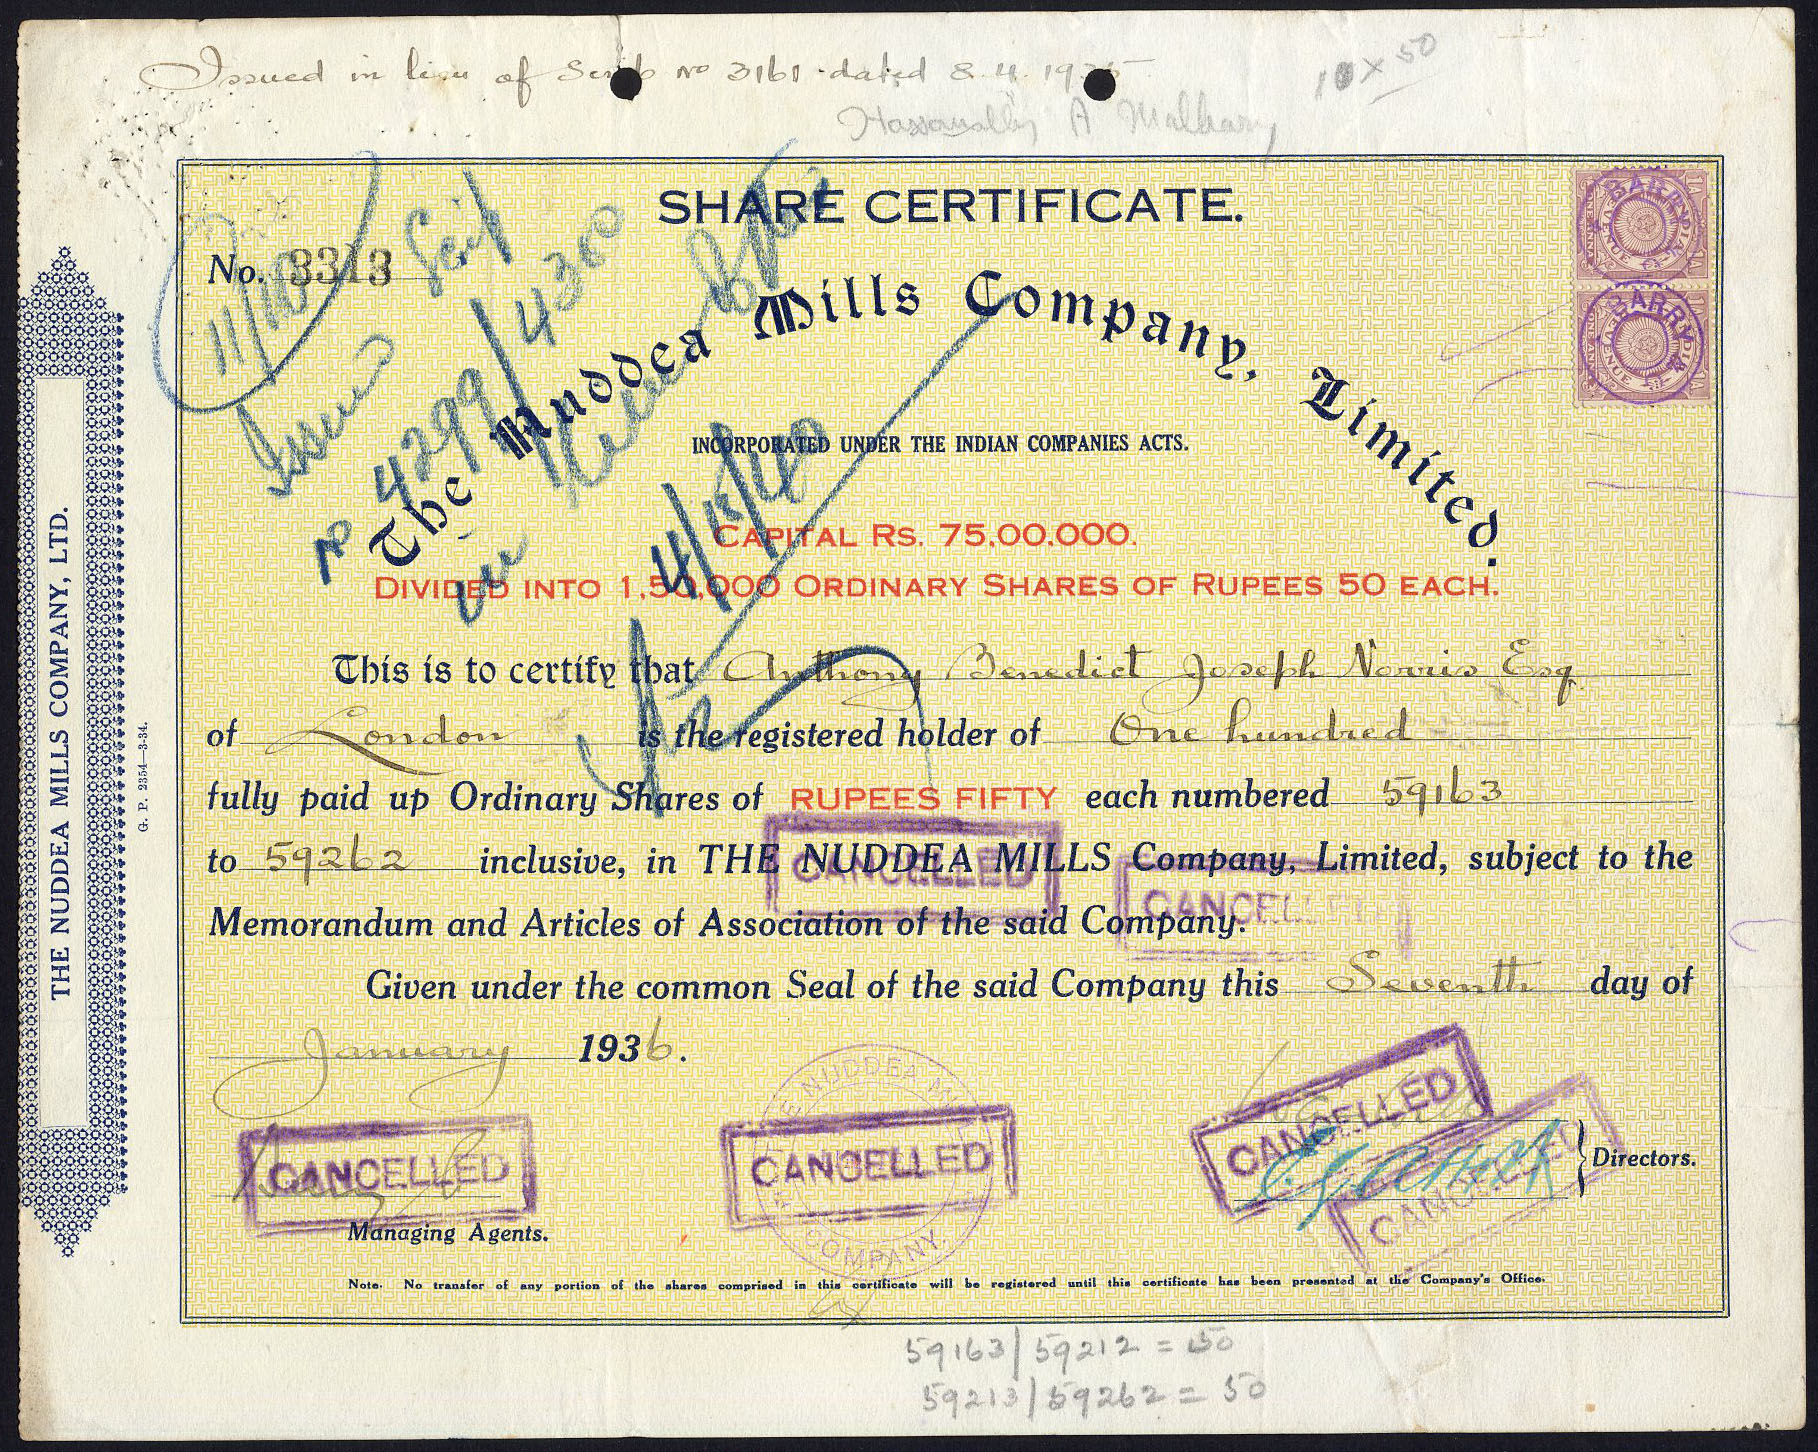 Issued in lieu of Scrip No 3161 dated 8.4.1935
10 x 50
Hassanally A
SHARE CERTIFICATE.
No. 3313
The Nuddea Mills Company, Limited.
INCORPORATED UNDER THE INDIAN COMPANIES ACTS.
CAPITAL RS. 75,00,000.
DIVIDED INTO 1,50,000 ORDINARY SHARES OF RUPEES 50 EACH.
This is to certify that Anthony Benedict Joseph Norris Esq.
of London is the registered holder of One hundred
fully paid up Ordinary Shares of RUPEES FIFTY each numbered 59163
to 59262 inclusive, in THE NUDDEA MILLS Company, Limited, subject to the
Memorandum and Articles of Association of the said Company.
Given under the common Seal of the said Company this Seventh day of
January 1936.
Managing Agents.
Directors.
Note. No transfer of any portion of the shares comprised in this certificate will be registered until this certificate has been presented at the Company's Office.
59163/59212 = 50
59213/59262 = 50
THE NUDDEA MILLS COMPANY, LTD.
G. P. 2354—3-34.
no 4299/4300
in
CANCELLED
CANCELLED
CANCELLED
CANCELLED
CANCELLED
CANCELLED
NUDDEA
COMPANY.
BARRY
BARRY